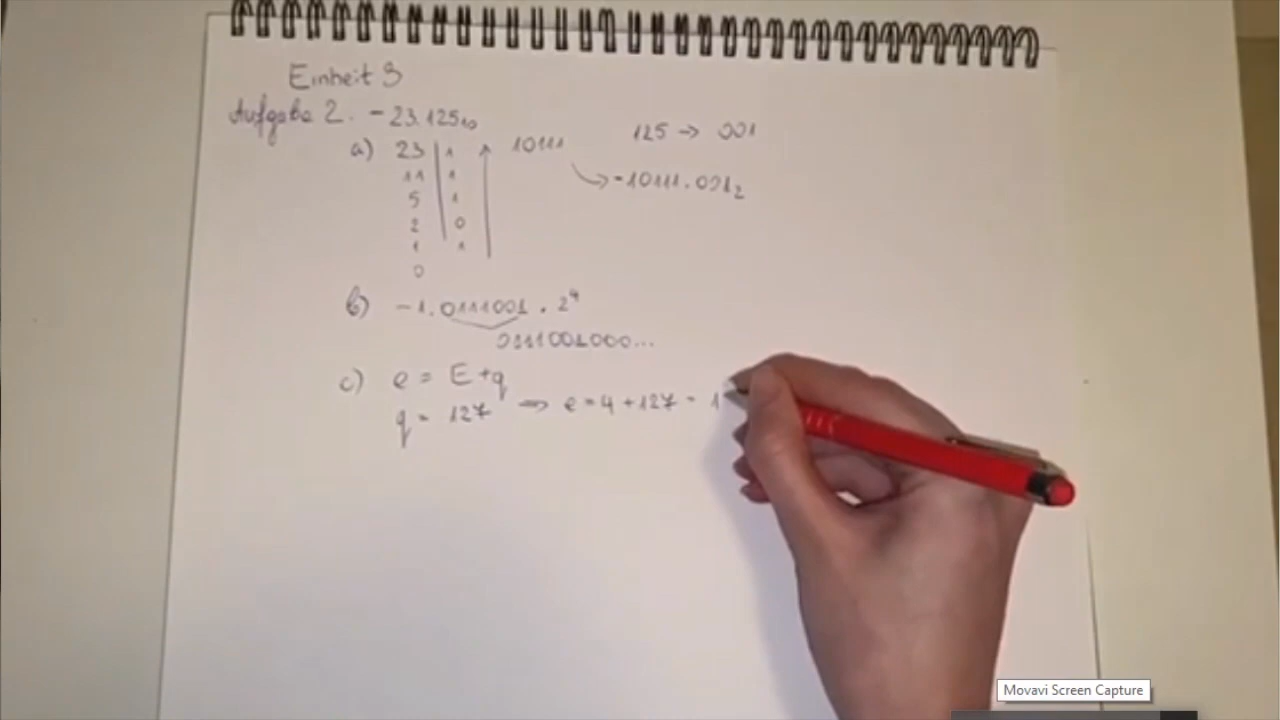 Einheit 3
Aufgabe 2. -23.125₁₀
a) 23 | 1 10111 125 → 001
11 | 1 → -10111.001₂
5 | 1
2 | 0
1 1
0
b) -1.0111001 . 2⁴
0111001000...
c) e = E+q
q = 127 ⇒ e = 4 + 127 = 1
Movavi Screen Capture